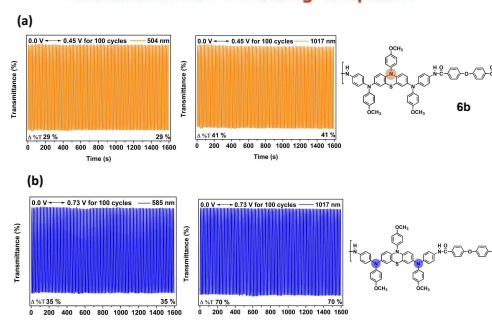 (a)
0.0 V ⟷ 0.45 V for 100 cycles — 504 nm
Transmittance (%)
Δ %T 29 % 29 %
0 200 400 600 800 1000 1200 1400 1600
Time (s)
0.0 V ⟷ 0.45 V for 100 cycles — 1017 nm
Transmittance (%)
Δ %T 41 % 41 %
0 200 400 600 800 1000 1200 1400 1600
Time (s)
OCH₃
N
H
N
N
S
N
H
N
O
C
O
OCH₃
OCH₃
6b
(b)
0.0 V ⟷ 0.73 V for 100 cycles — 585 nm
Transmittance (%)
Δ %T 35 % 35 %
0 200 400 600 800 1000 1200 1400 1600
0.0 V ⟷ 0.73 V for 100 cycles — 1017 nm
Transmittance (%)
Δ %T 70 % 70 %
0 200 400 600 800 1000 1200 1400 1600
OCH₃
N
H
N
N
S
N
H
N
O
C
O
OCH₃
OCH₃